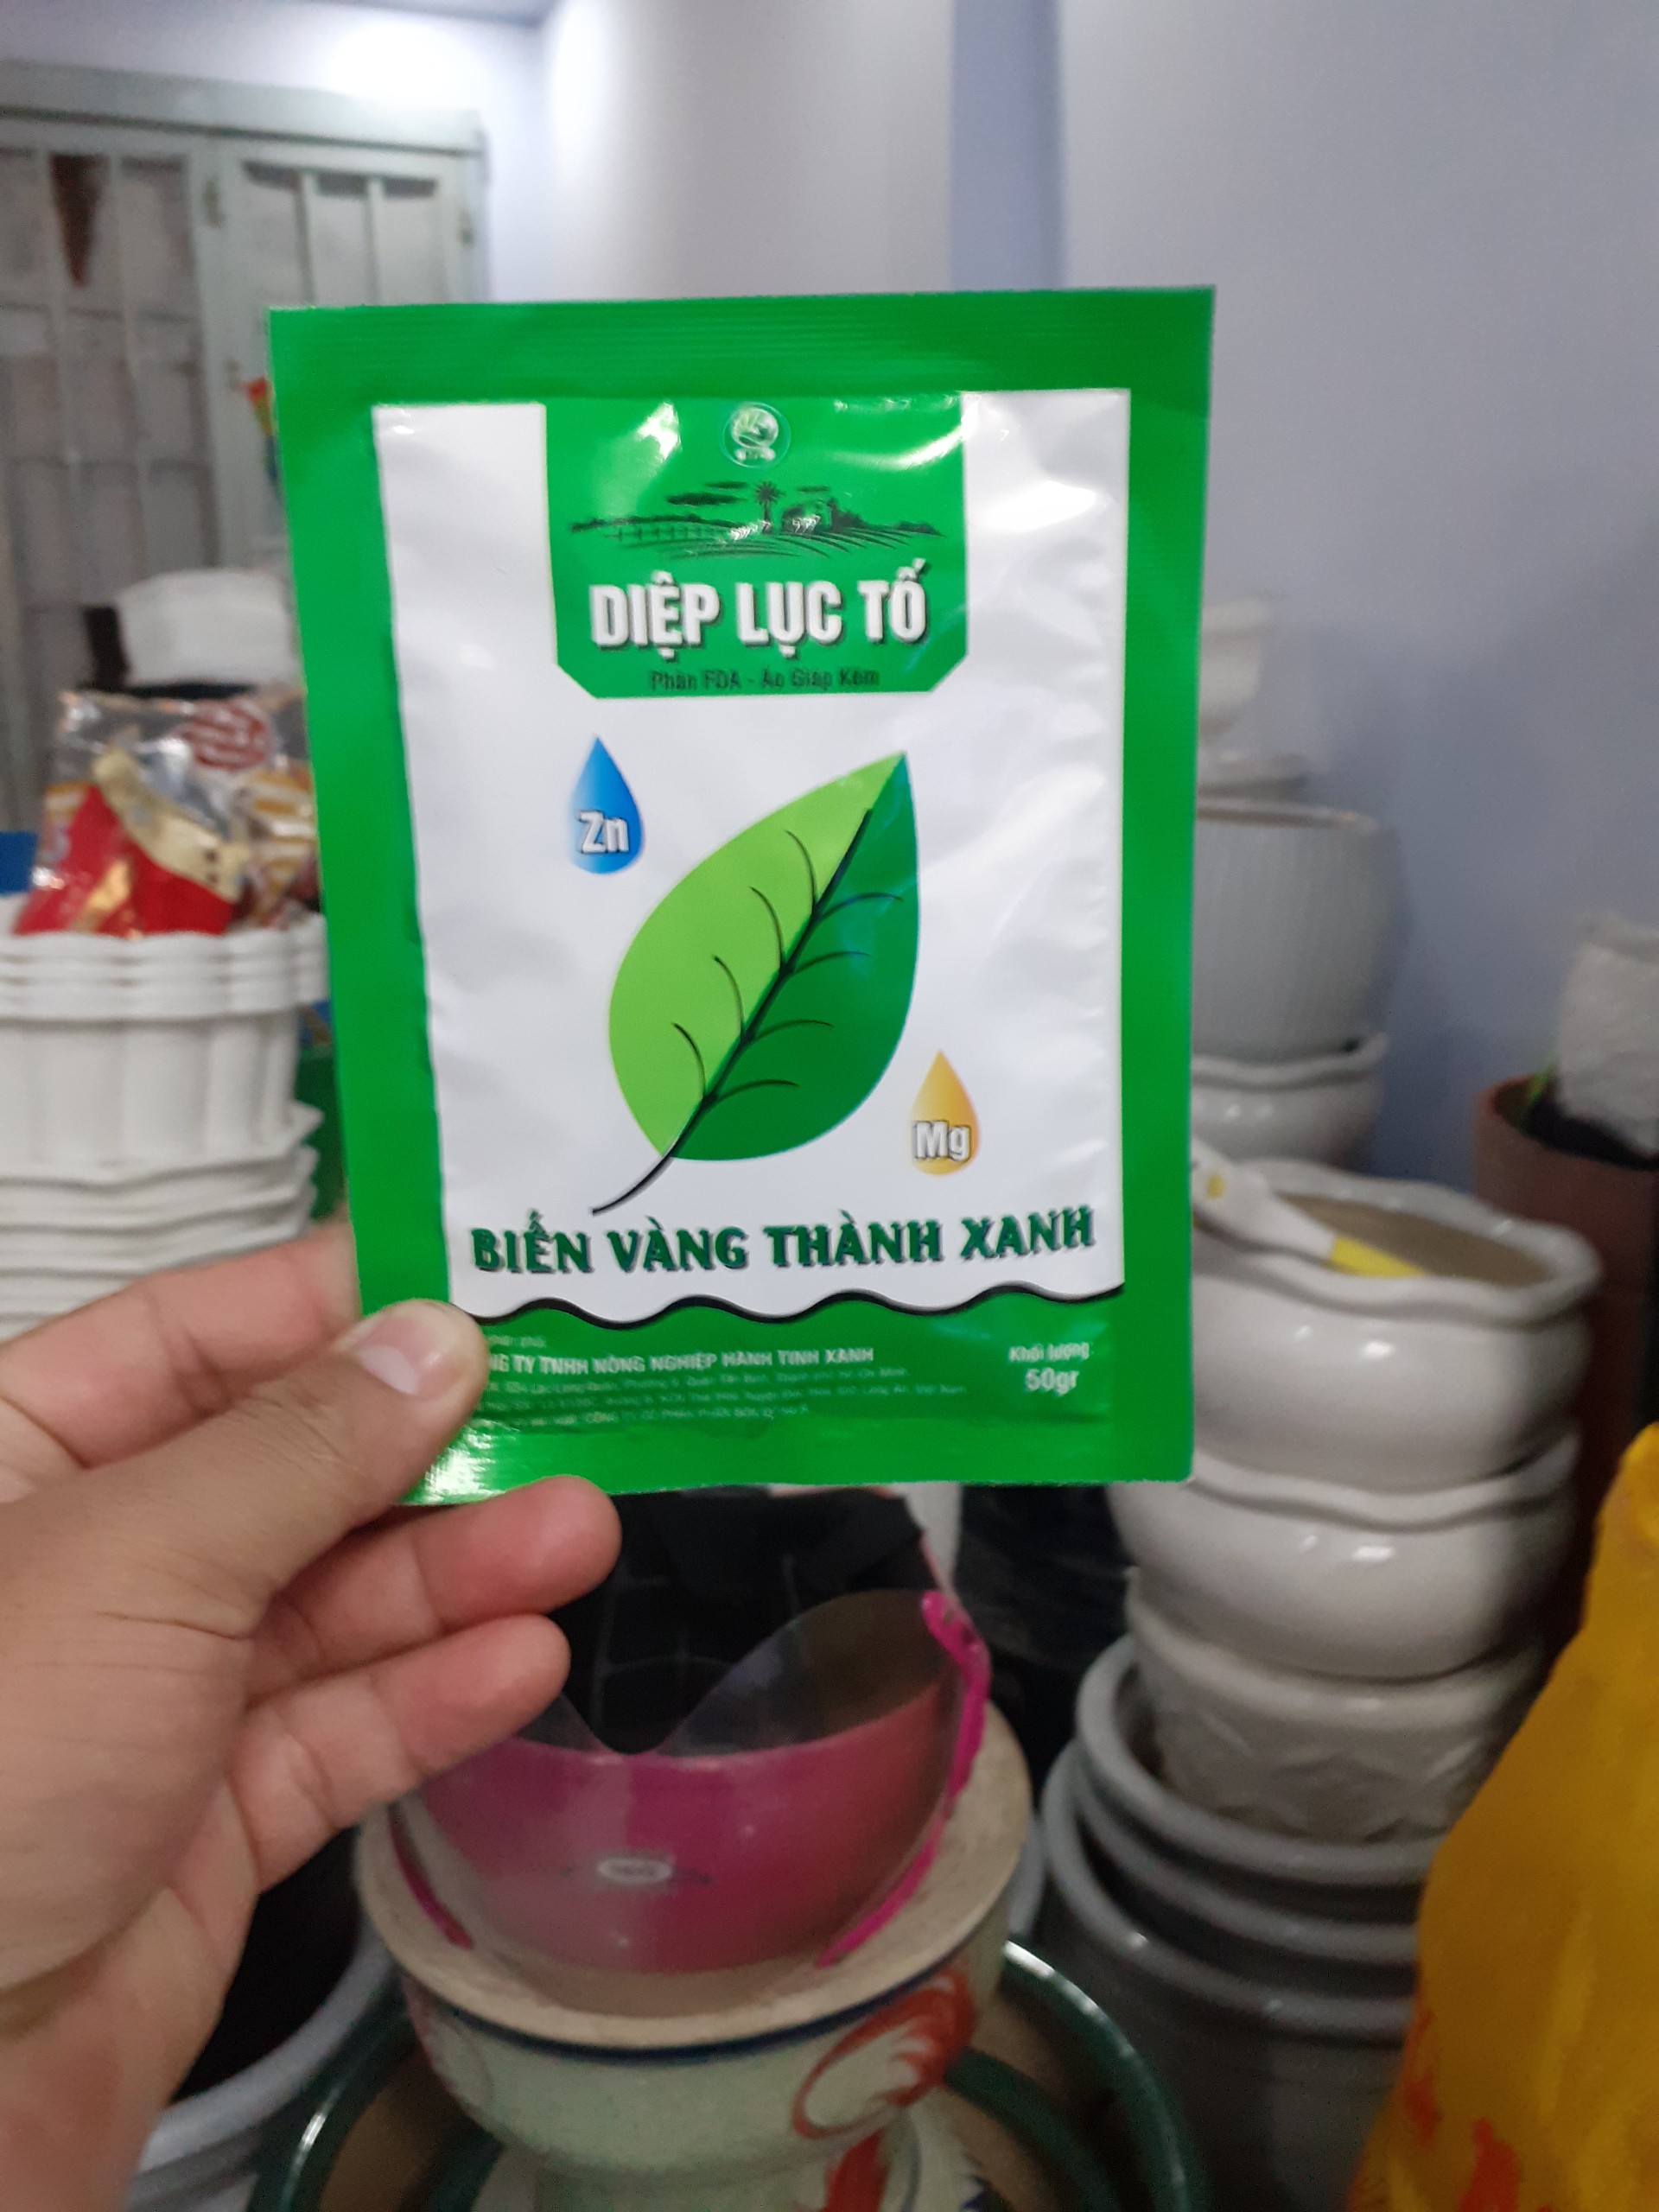 DIỆP LỤC TỐ
Phân FDA - Áo Giáp Kẽm
Zn
Mg
BIẾN VÀNG THÀNH XANH
TY TNHH NÔNG NGHIỆP HÀNH TINH XANH
Khối lượng:
50gr